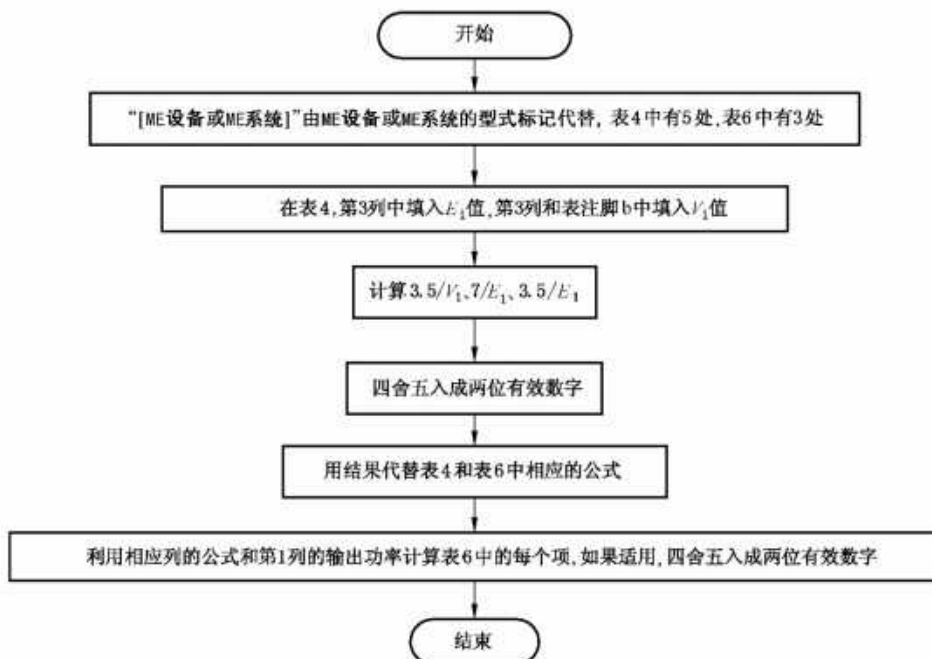 开始
“[ME设备或ME系统]”由ME设备或ME系统的型式标记代替, 表4中有5处,表6中有3处
在表4,第3列中填入E₁值,第3列和表注脚b中填入V₁值
计算3.5/V₁、7/E₁、3.5/E₁
四舍五入成两位有效数字
用结果代替表4和表6中相应的公式
利用相应列的公式和第1列的输出功率计算表6中的每个项,如果适用,四舍五入成两位有效数字
结束